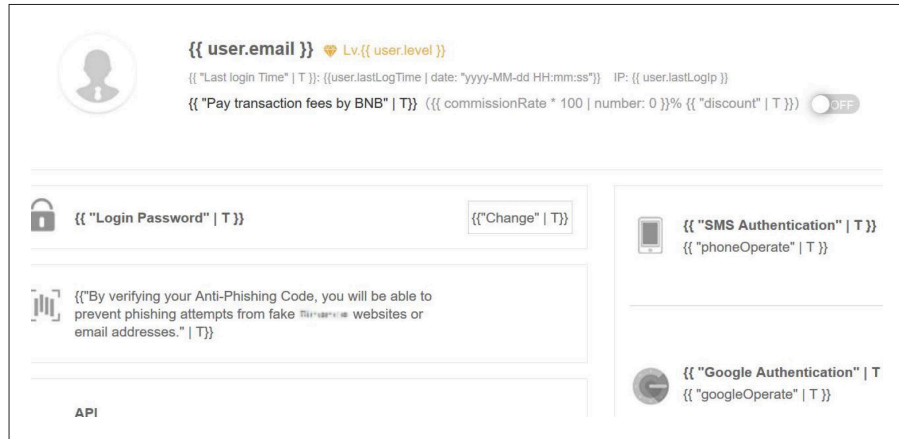 {{ user.email }} Lv.{{ user.level }}
{{ "Last login Time" | T }}: {{user.lastLogTime | date: "yyyy-MM-dd HH:mm:ss"}} IP: {{ user.lastLogIp }}
{{ "Pay transaction fees by BNB" | T}} ({{ commissionRate * 100 | number: 0 }}% {{ "discount" | T }}) OFF
{{ "Login Password" | T }}
{{"Change" | T}}
{{"By verifying your Anti-Phishing Code, you will be able to
prevent phishing attempts from fake websites or
email addresses." | T}}
API
{{ "SMS Authentication" | T }}
{{ "phoneOperate" | T }}
{{ "Google Authentication" | T
{{ "googleOperate" | T }}